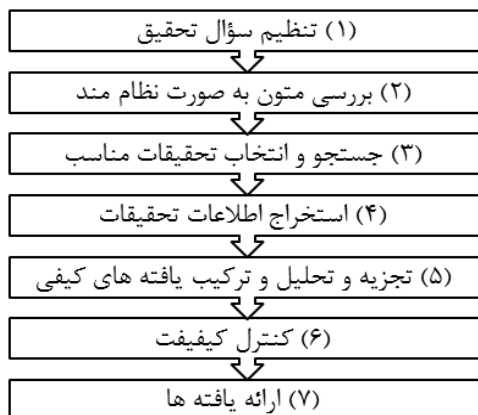 (۱) تنظیم سؤال تحقیق
(۲) بررسی متون به صورت نظام مند
(۳) جستجو و انتخاب تحقیقات مناسب
(۴) استخراج اطلاعات تحقیقات
(۵) تجزیه و تحلیل و ترکیب یافته های کیفی
(۶) کنترل کیفیفت
(۷) ارائه یافته ها